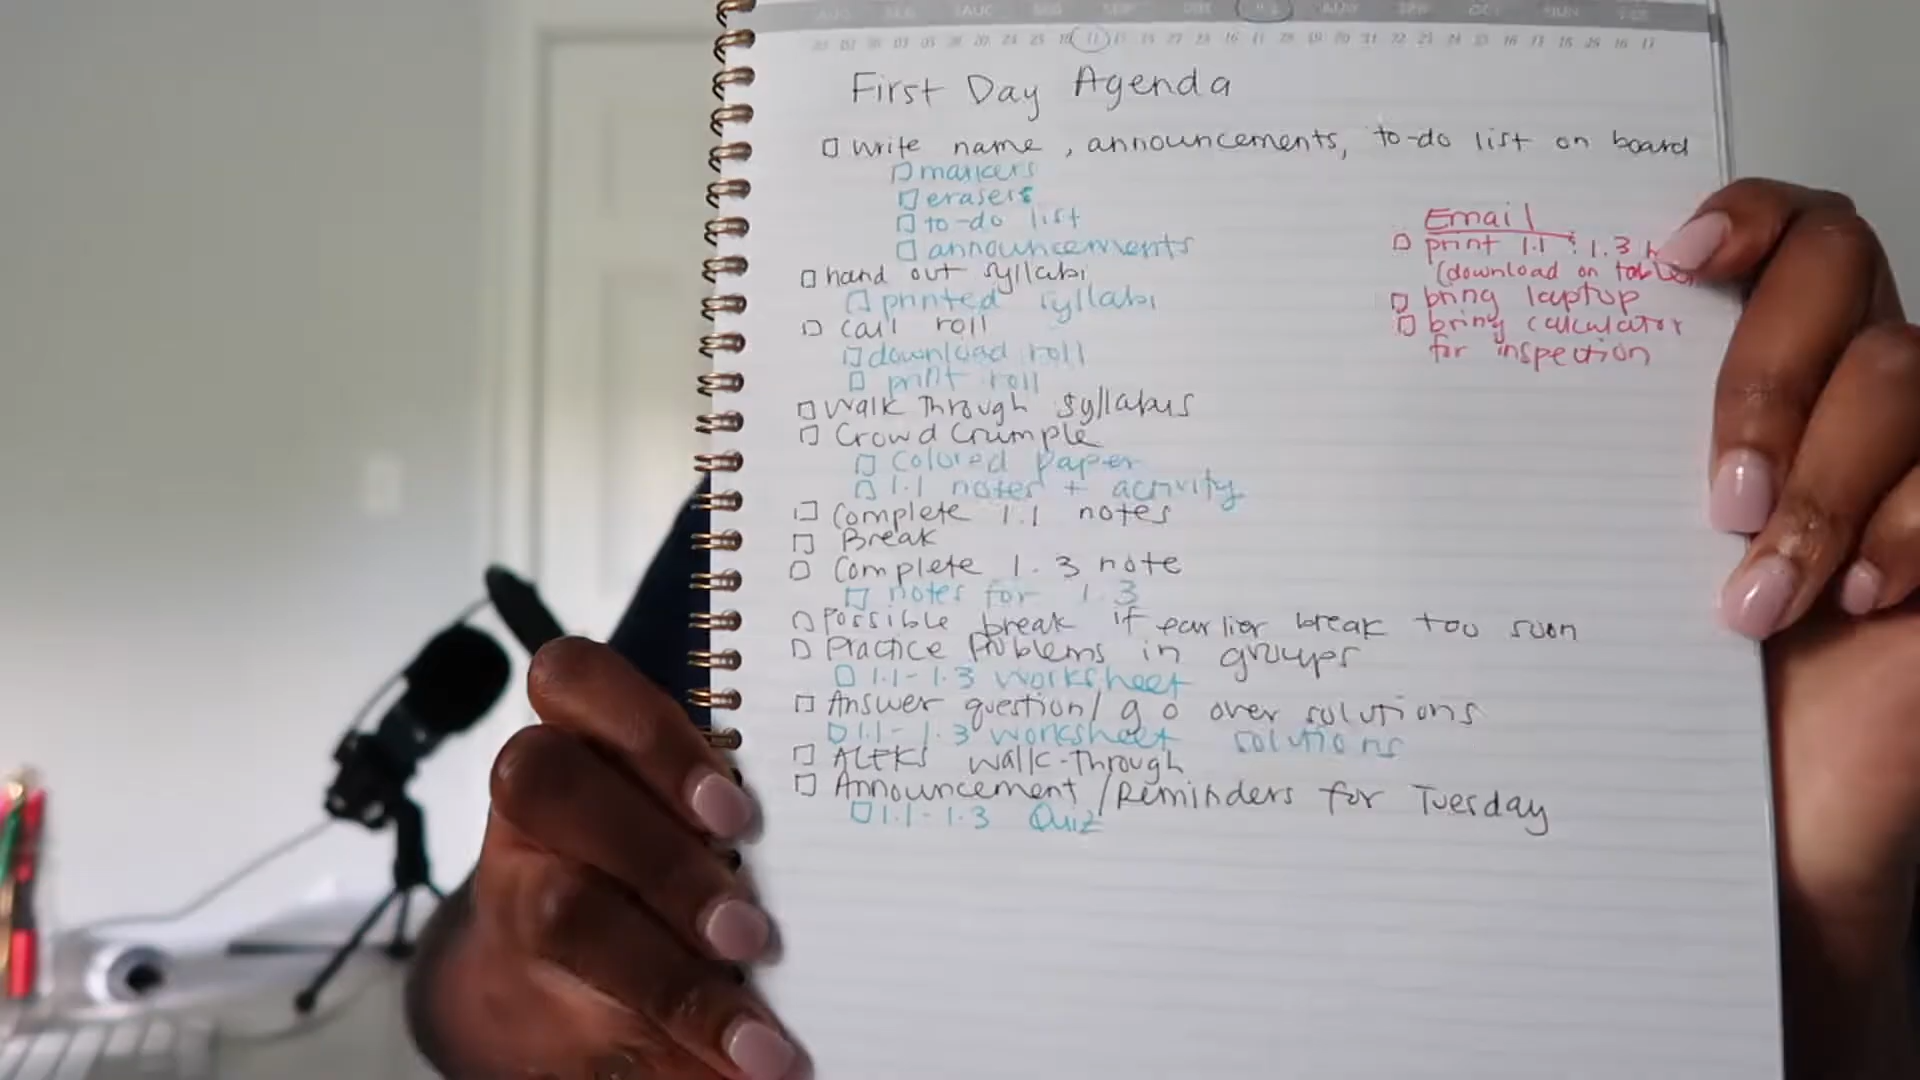 First Day Agenda
write name, announcements, to-do list on board
markers
erasers
to-do list
announcements
hand out syllabi
printed syllabi
call roll
download roll
print roll
Walk Through Syllabus
Crowd Crumple
Colored Paper
1.1 notes + activity
Complete 1.1 notes
Break
Complete 1.3 note
notes for 1.3
Possible break if earlier break too soon
Practice Problems in groups
1.1-1.3 worksheet
Answer question/go over solutions
1.1-1.3 worksheet solutions
ALEKS walk-Through
Announcement/Reminders for Tuesday
1.1-1.3 Quiz
Email
print 1.1 : 1.3
(download on tablet
bring laptop
bring calculator
for inspection